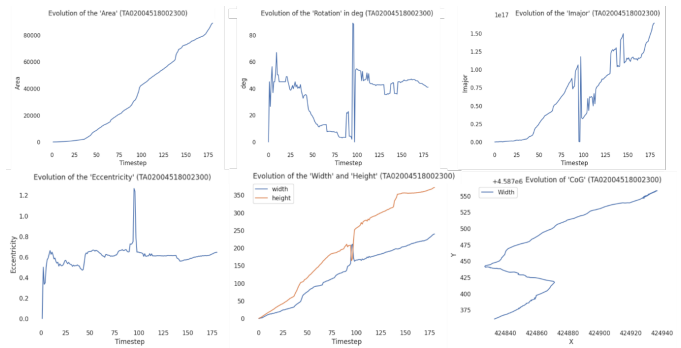 Evolution of the 'Area' (TA02004518002300)
80000
60000
40000
20000
0
Area
0 25 50 75 100 125 150 175
Timestep
Evolution of the 'Rotation' in deg (TA02004518002300)
80
60
40
20
0
deg
0 25 50 75 100 125 150 175
Timestep
Evolution of the 'Imajor' (TA02004518002300)
1e17
1.50
1.25
1.00
0.75
0.50
0.25
0.00
Imajor
0 25 50 75 100 125 150 175
Timestep
Evolution of the 'Eccentricity' (TA02004518002300)
1.2
1.0
0.8
0.6
0.4
0.2
0.0
Eccentricity
0 25 50 75 100 125 150 175
Timestep
Evolution of the 'Width' and 'Height' (TA02004518002300)
width
height
350
300
250
200
150
100
50
0
0 25 50 75 100 125 150 175
Timestep
+4.587e6 Evolution of 'CoG' (TA02004518002300)
Width
550
525
500
475
450
425
400
375
Y
424840 424860 424880 424900 424920 424940
X